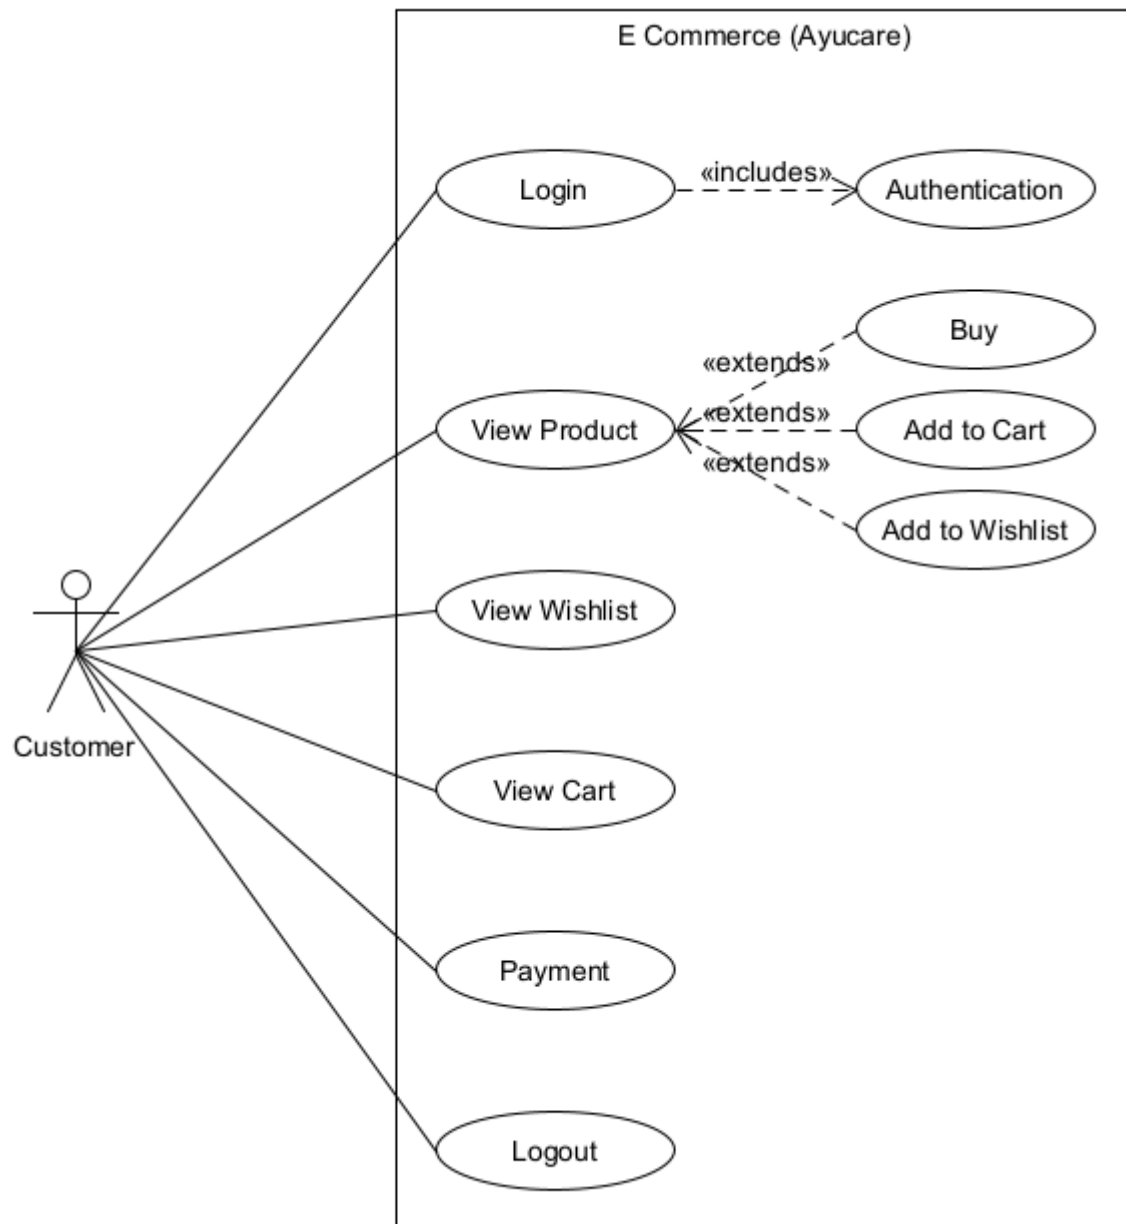 E Commerce (Ayucare)
Login
«includes»
Authentication
Buy
«extends»
View Product
«extends»
Add to Cart
«extends»
Add to Wishlist
View Wishlist
Customer
View Cart
Payment
Logout